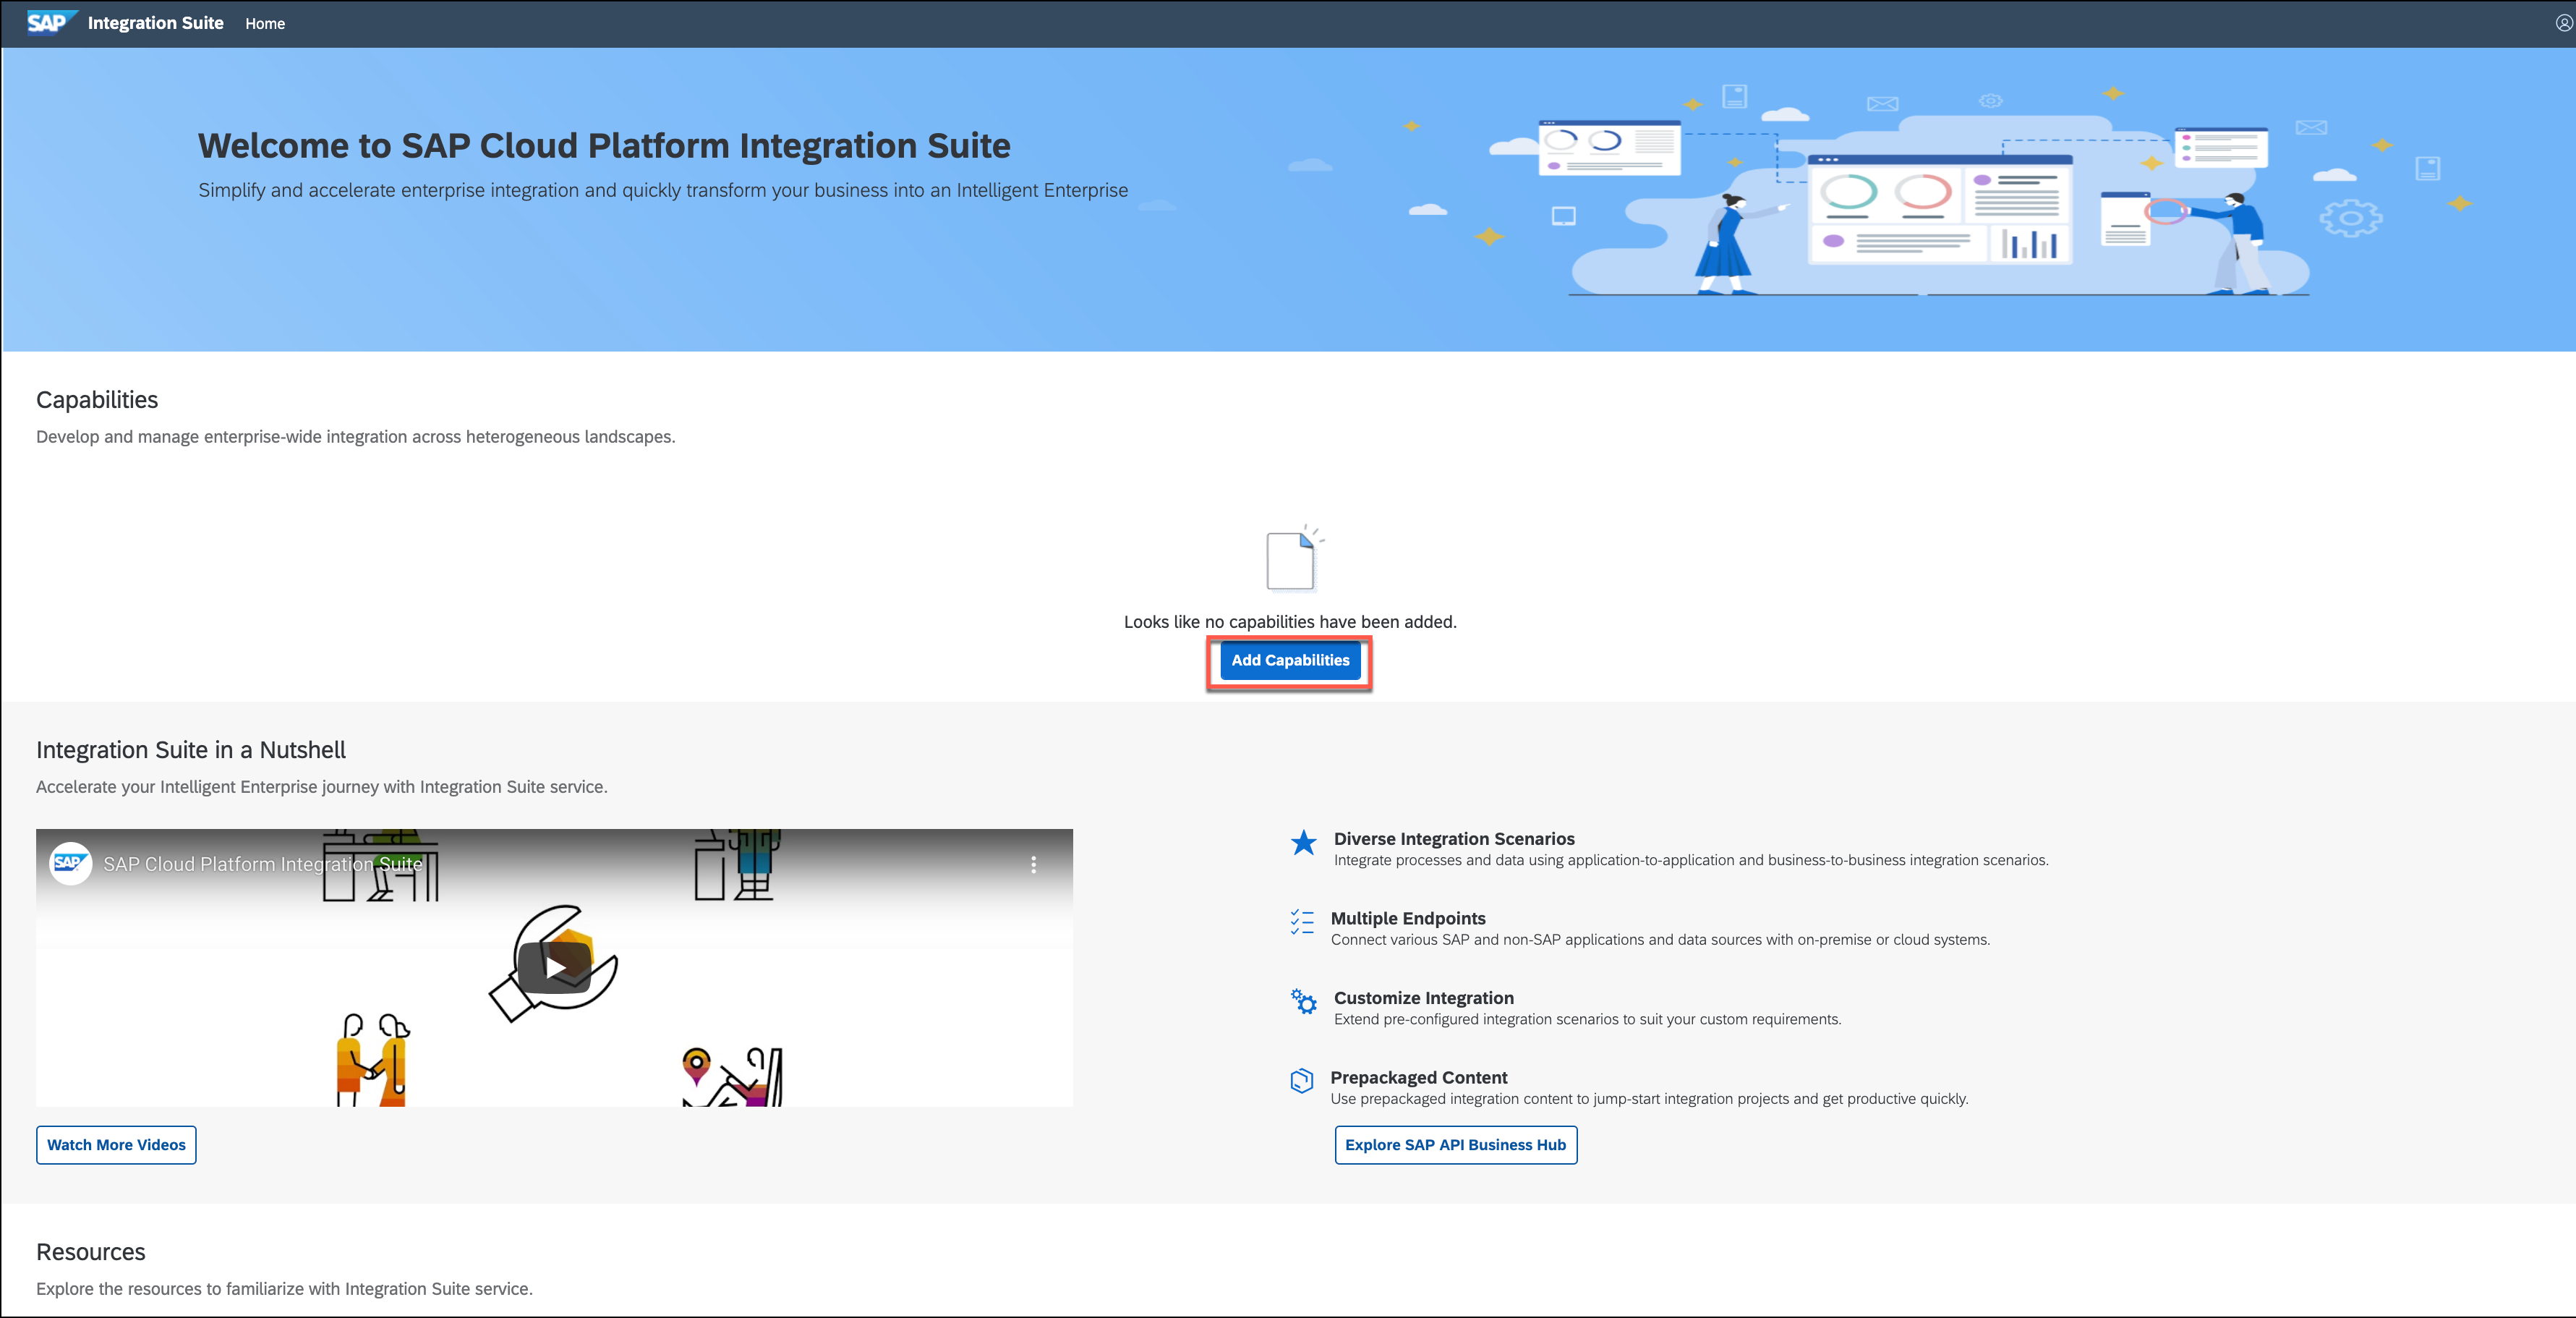 SAP Integration Suite Home
Welcome to SAP Cloud Platform Integration Suite
Simplify and accelerate enterprise integration and quickly transform your business into an Intelligent Enterprise
Capabilities
Develop and manage enterprise-wide integration across heterogeneous landscapes.
Looks like no capabilities have been added.
Add Capabilities
Integration Suite in a Nutshell
Accelerate your Intelligent Enterprise journey with Integration Suite service.
SAP SAP Cloud Platform Integration Suite
Watch More Videos
Diverse Integration Scenarios
Integrate processes and data using application-to-application and business-to-business integration scenarios.
Multiple Endpoints
Connect various SAP and non-SAP applications and data sources with on-premise or cloud systems.
Customize Integration
Extend pre-configured integration scenarios to suit your custom requirements.
Prepackaged Content
Use prepackaged integration content to jump-start integration projects and get productive quickly.
Explore SAP API Business Hub
Resources
Explore the resources to familiarize with Integration Suite service.